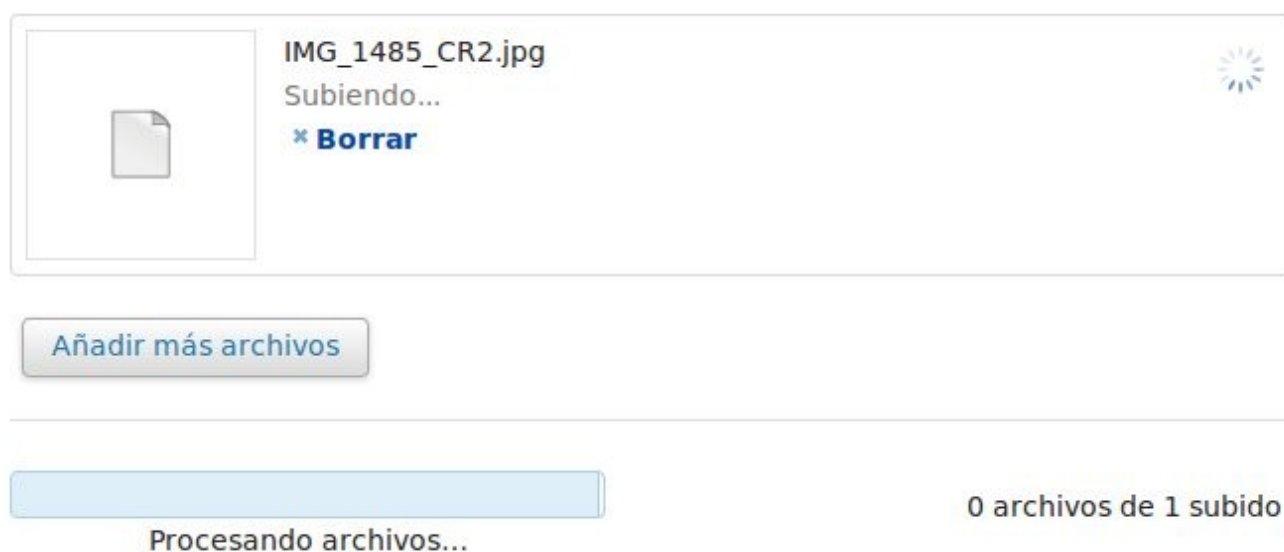 IMG_1485_CR2.jpg
Subiendo...
Borrar
Añadir más archivos
0 archivos de 1 subido
Procesando archivos...